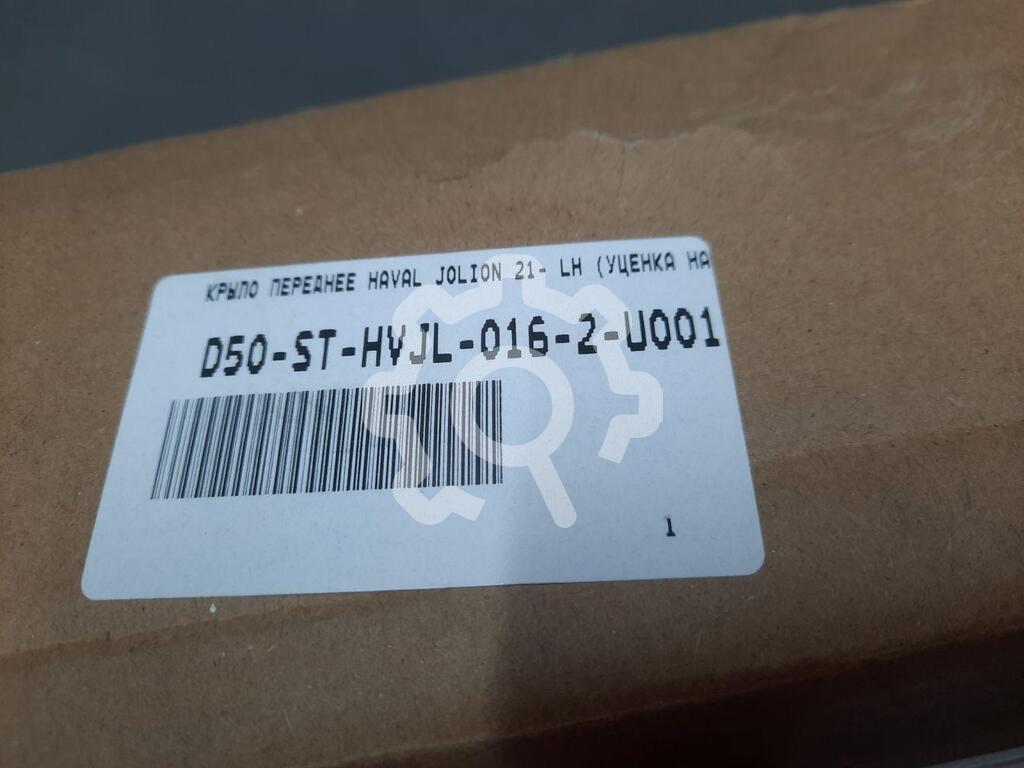 КРЫЛО ПЕРЕДНЕЕ HAVAL JOLION 21- LH (УЦЕНКА НА
D50-ST-HVJL-016-2-U001
1